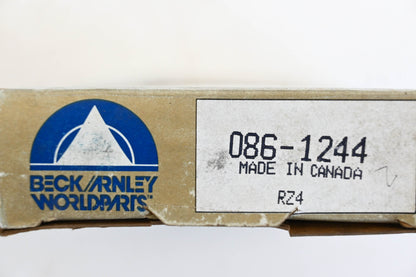 BECK/ARNLEY
WORLDPARTS
086-1244
MADE IN CANADA
RZ4